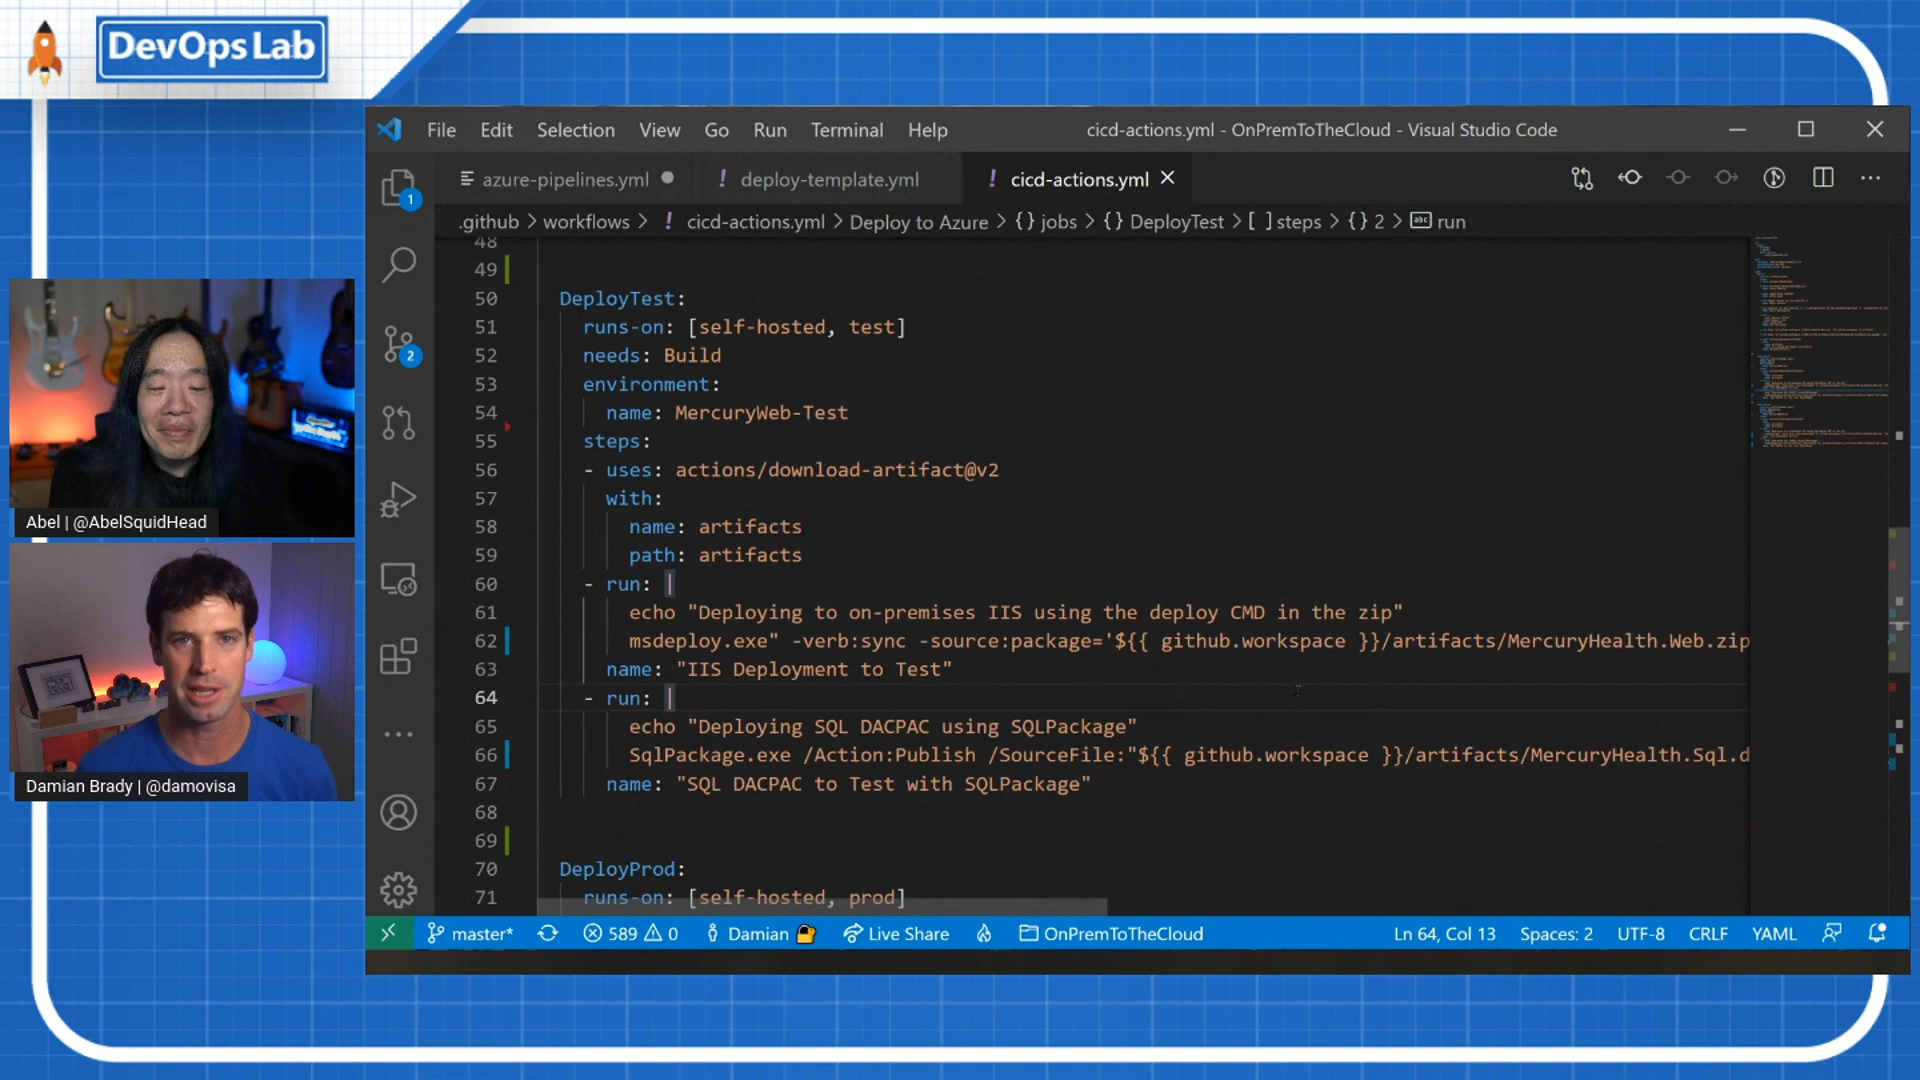 DevOps Lab
File Edit Selection View Go Run Terminal Help
cicd-actions.yml - OnPremToTheCloud - Visual Studio Code
azure-pipelines.yml
! deploy-template.yml
! cicd-actions.yml
.github > workflows > ! cicd-actions.yml > Deploy to Azure > {} jobs > {} DeployTest > [ ] steps > {} 2 > abc run
1
2
48
49
50 DeployTest:
51 runs-on: [self-hosted, test]
52 needs: Build
53 environment:
54 name: MercuryWeb-Test
55 steps:
56 - uses: actions/download-artifact@v2
57 with:
58 name: artifacts
59 path: artifacts
60 - run: |
61 echo "Deploying to on-premises IIS using the deploy CMD in the zip"
62 msdeploy.exe" -verb:sync -source:package='${{ github.workspace }}/artifacts/MercuryHealth.Web.zip
63 name: "IIS Deployment to Test"
64 - run: |
65 echo "Deploying SQL DACPAC using SQLPackage"
66 SqlPackage.exe /Action:Publish /SourceFile:"${{ github.workspace }}/artifacts/MercuryHealth.Sql.d
67 name: "SQL DACPAC to Test with SQLPackage"
68
69
70 DeployProd:
71 runs-on: [self-hosted, prod]
Abel | @AbelSquidHead
Damian Brady | @damovisa
master* 589 0 Damian Live Share OnPremToTheCloud Ln 64, Col 13 Spaces: 2 UTF-8 CRLF YAML